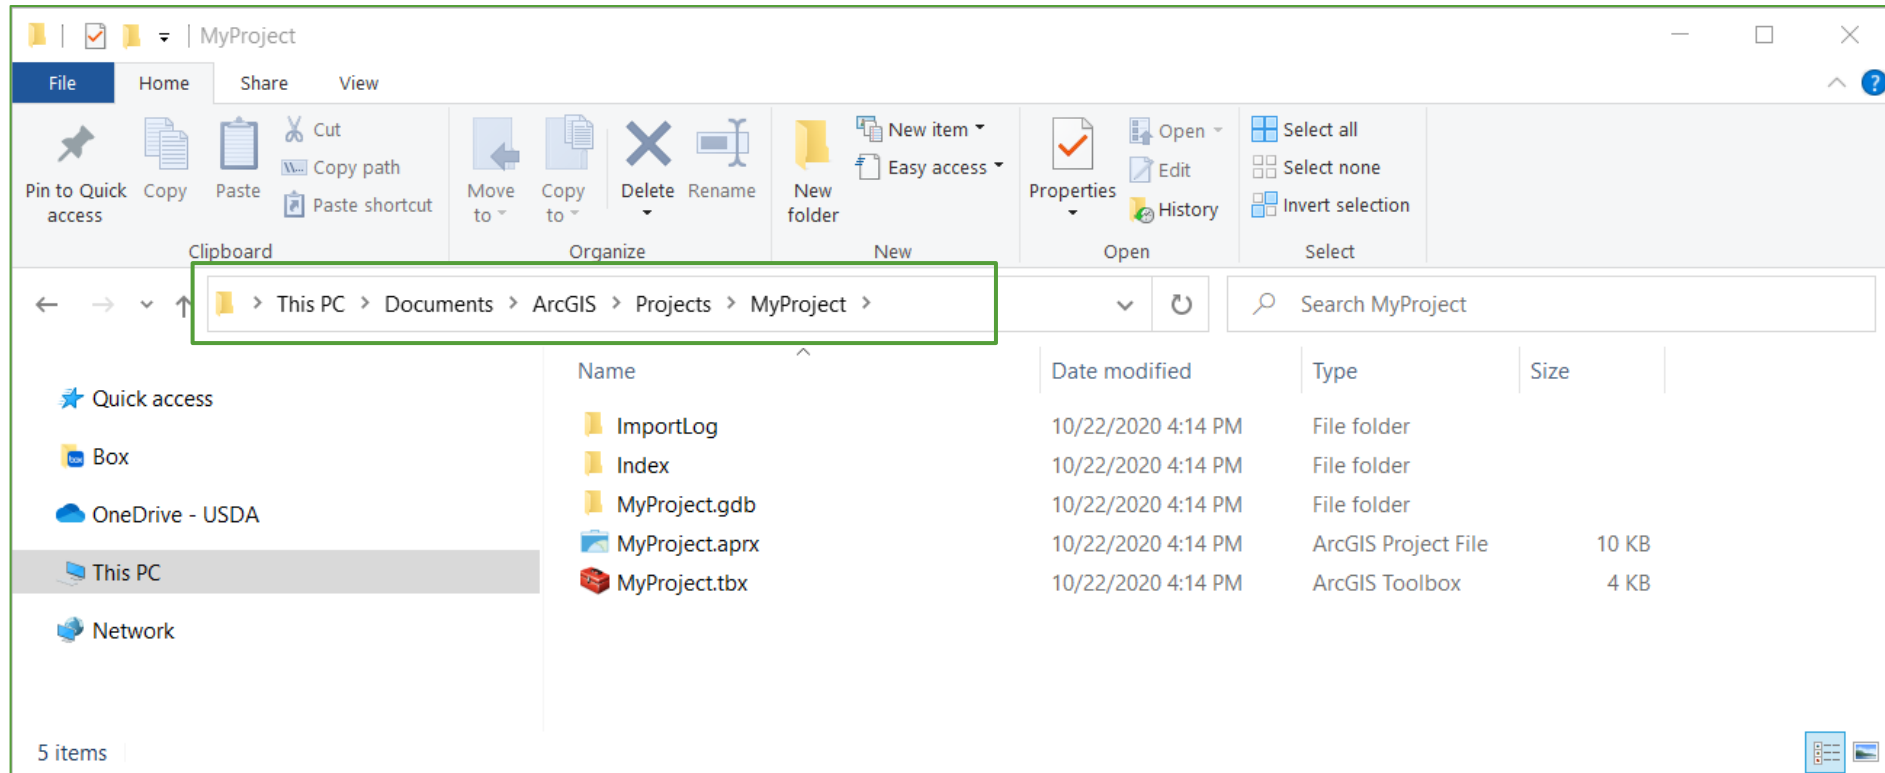 MyProject
File Home Share View
Pin to Quick access
Copy
Paste
Cut
Copy path
Paste shortcut
Clipboard
Move to
Copy to
Delete
Rename
Organize
New folder
New item
Easy access
New
Properties
Open
Edit
History
Open
Select all
Select none
Invert selection
Select
This PC > Documents > ArcGIS > Projects > MyProject >
Search MyProject
Quick access
Box
OneDrive - USDA
This PC
Network
Name Date modified Type Size
ImportLog 10/22/2020 4:14 PM File folder
Index 10/22/2020 4:14 PM File folder
MyProject.gdb 10/22/2020 4:14 PM File folder
MyProject.aprx 10/22/2020 4:14 PM ArcGIS Project File 10 KB
MyProject.tbx 10/22/2020 4:14 PM ArcGIS Toolbox 4 KB
5 items